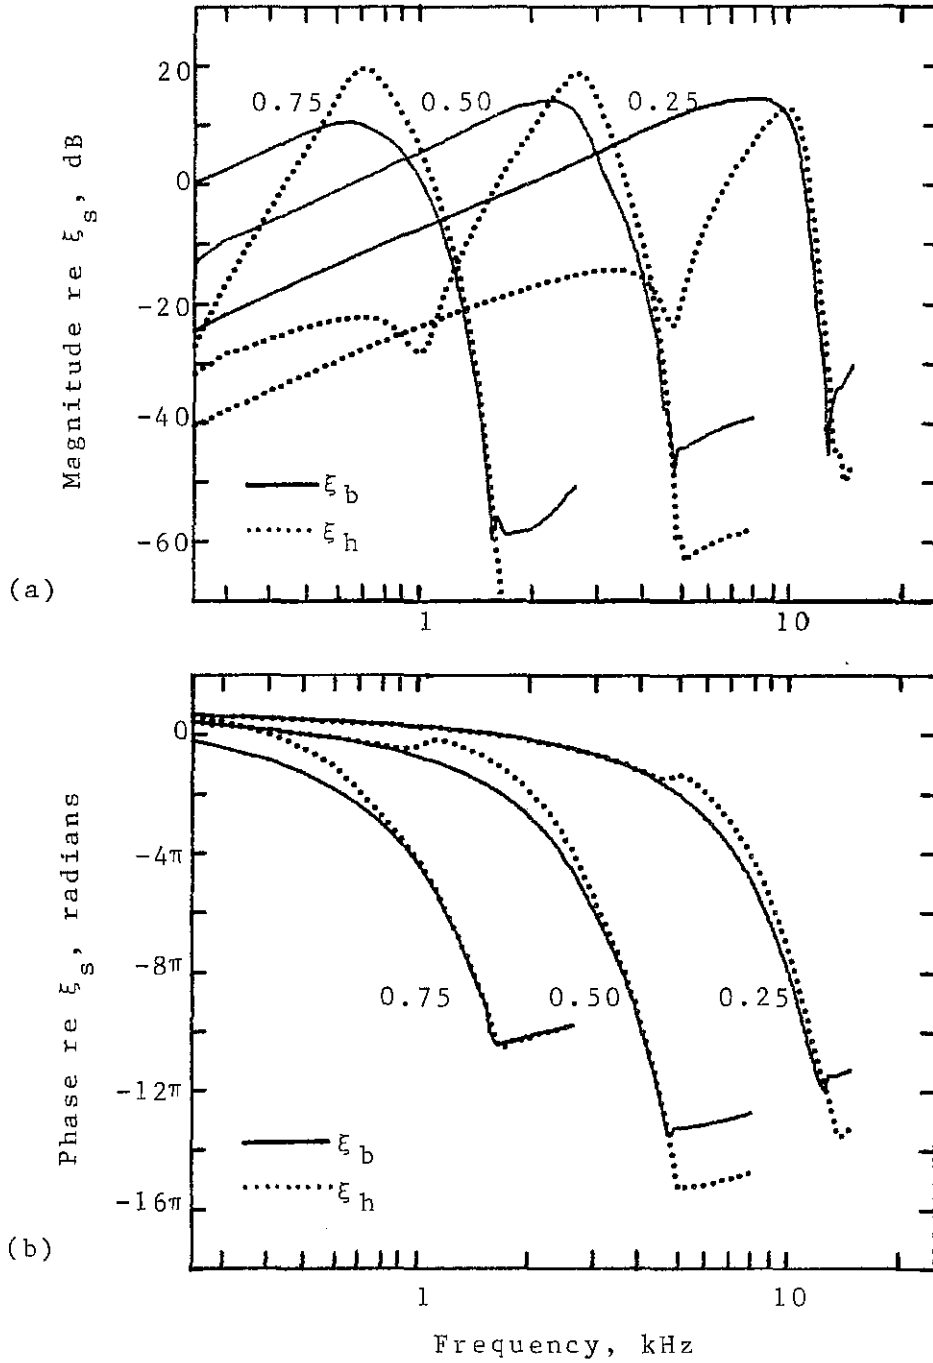 20
10
0
-20
-40
-60
Magnitude re ξs, dB
0.75 0.50 0.25
ξb
ξh
(a)
1 10
0
-4π
-8π
-12π
-16π
Phase re ξs, radians
0.75 0.50 0.25
ξb
ξh
(b)
1 10
Frequency, kHz